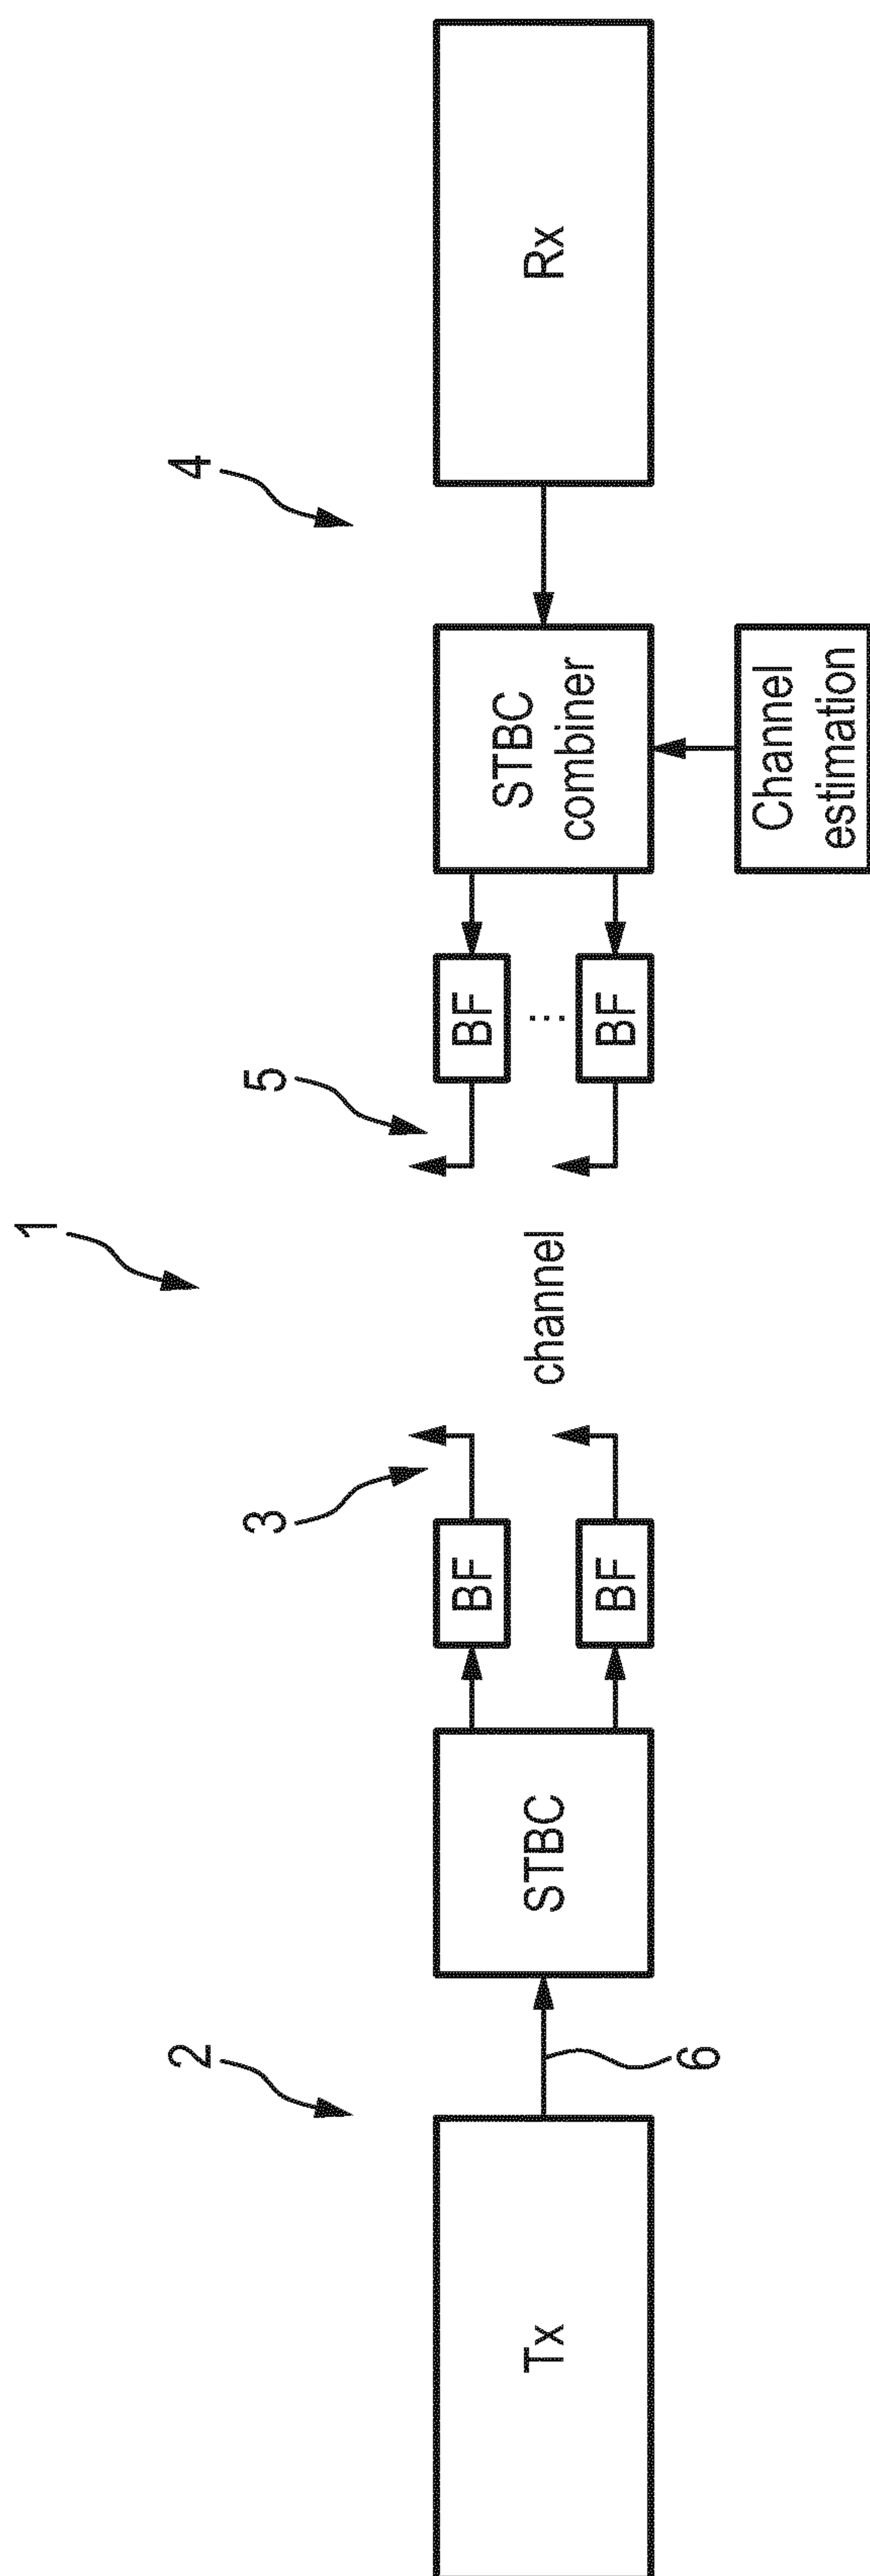 1
2
3
5
4
Tx
6
STBC
BF
BF
channel
BF
⋮
BF
STBC
combiner
Channel
estimation
Rx